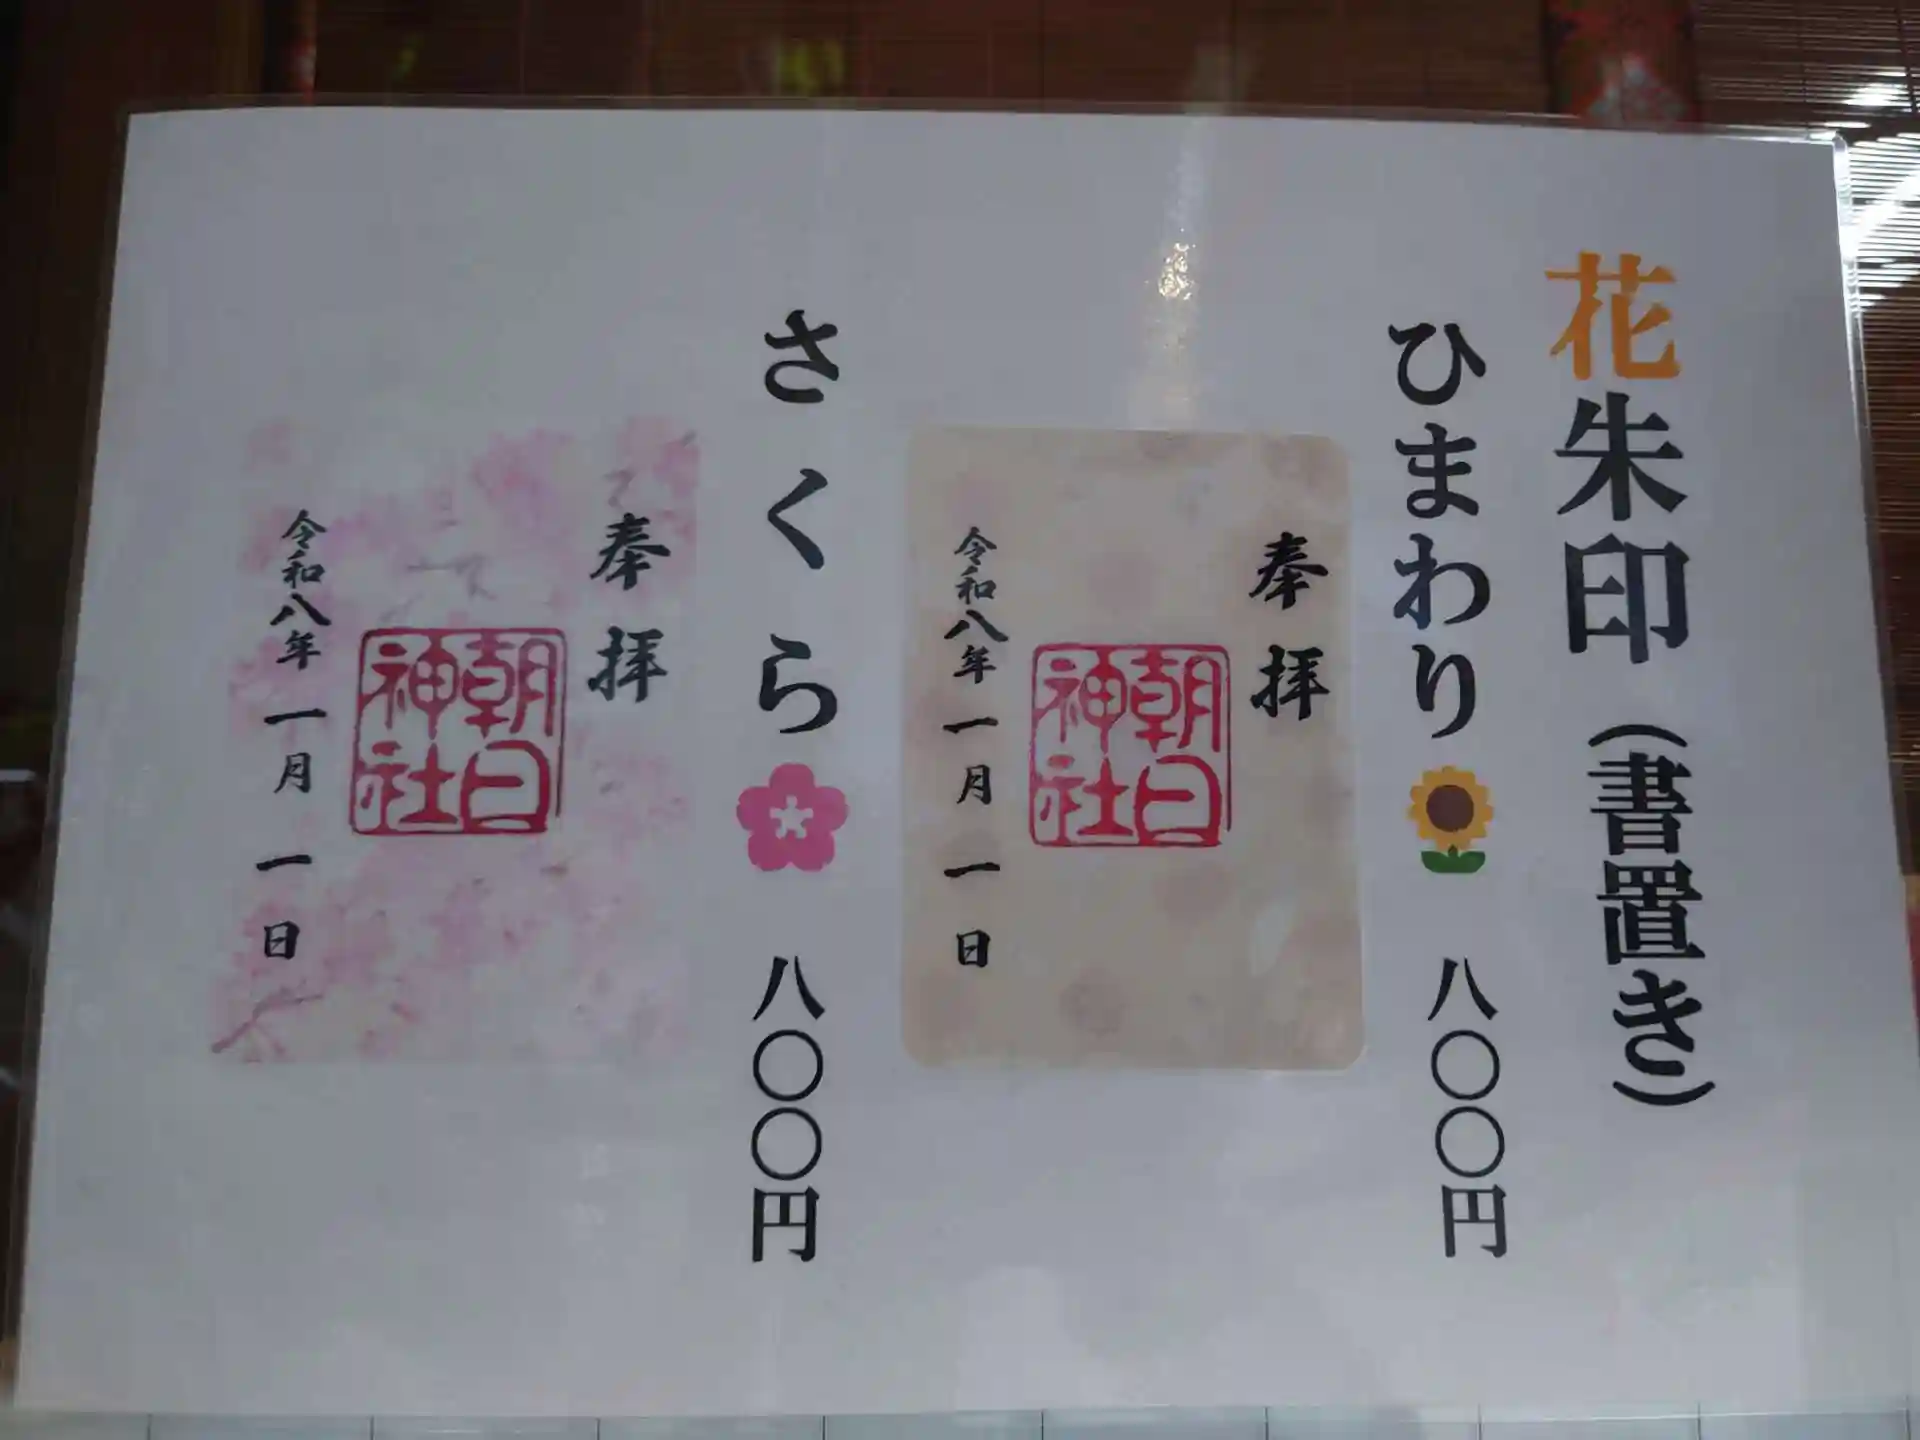 花朱印（書置き）
ひまわり🌻 八〇〇円
奉拝
朝日神社
令和八年一月一日
さくら🌸 八〇〇円
奉拝
朝日神社
令和八年一月一日